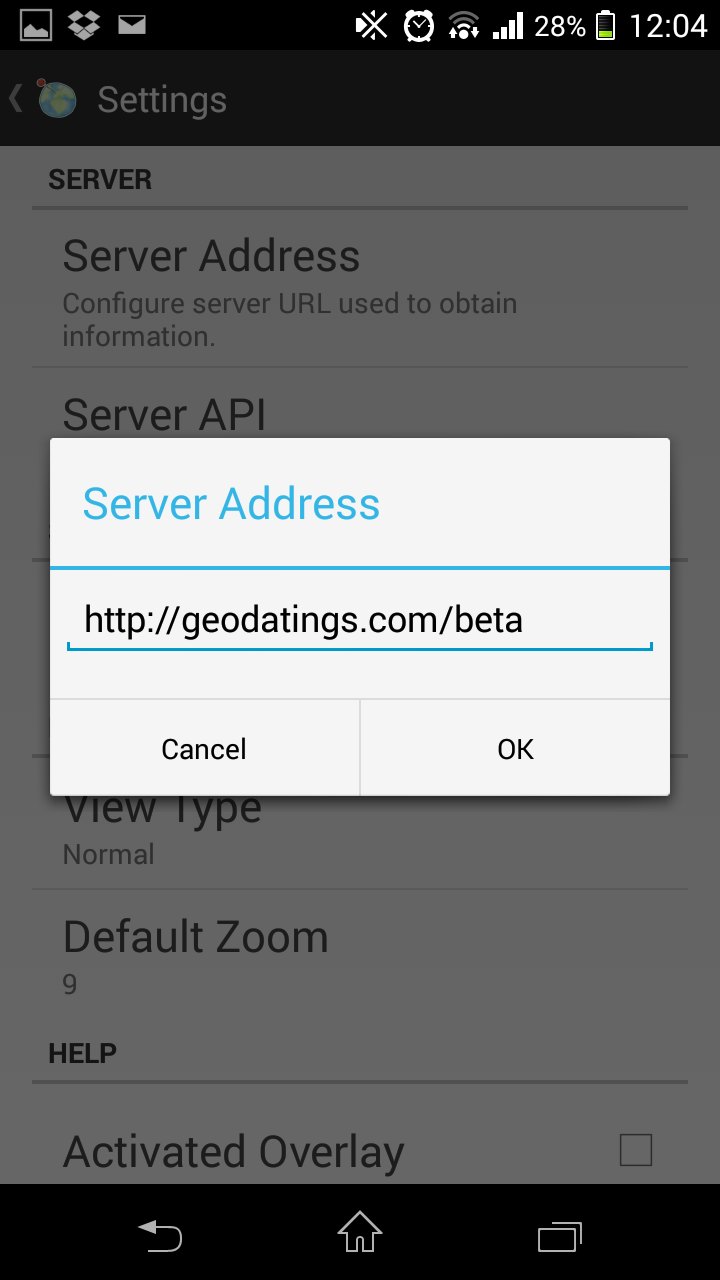 28% 12:04
Settings
SERVER
Server Address
Configure server URL used to obtain
information.
Server API
Server Address
http://geodatings.com/beta
Cancel OK
View Type
Normal
Default Zoom
9
HELP
Activated Overlay